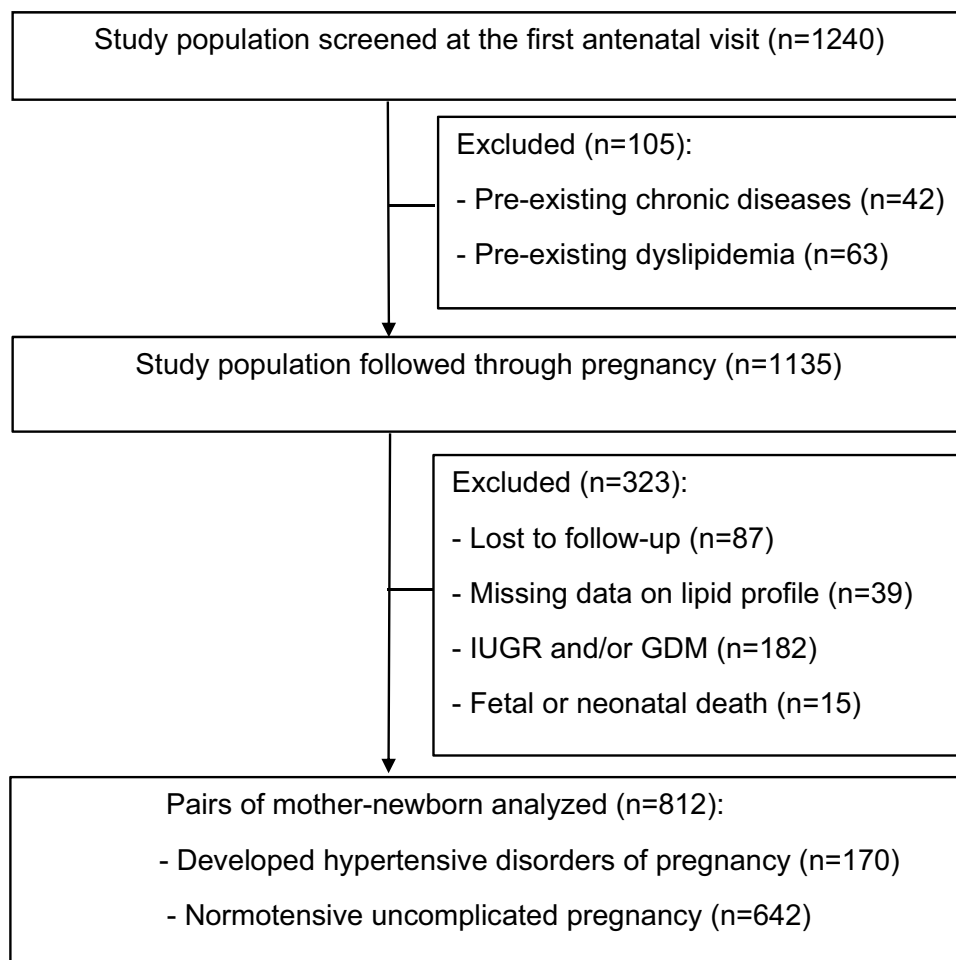 Study population screened at the first antenatal visit (n=1240)
Excluded (n=105):
- Pre-existing chronic diseases (n=42)
- Pre-existing dyslipidemia (n=63)
Study population followed through pregnancy (n=1135)
Excluded (n=323):
- Lost to follow-up (n=87)
- Missing data on lipid profile (n=39)
- IUGR and/or GDM (n=182)
- Fetal or neonatal death (n=15)
Pairs of mother-newborn analyzed (n=812):
- Developed hypertensive disorders of pregnancy (n=170)
- Normotensive uncomplicated pregnancy (n=642)